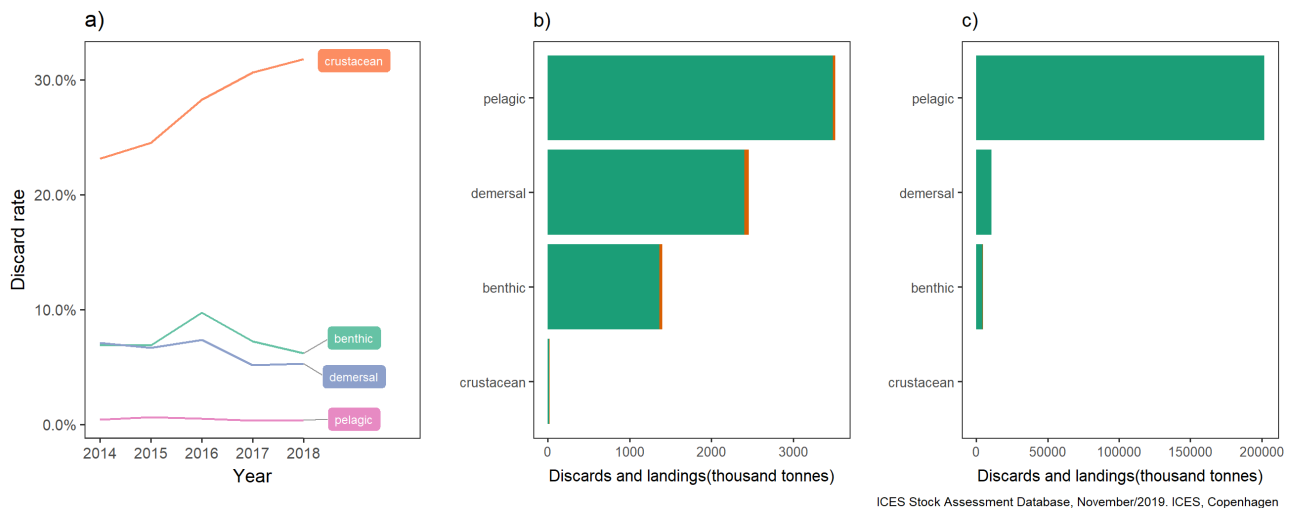 a)
Discard rate
30.0%
20.0%
10.0%
0.0%
crustacean
benthic
demersal
pelagic
2014 2015 2016 2017 2018
Year
b)
pelagic
demersal
benthic
crustacean
0 1000 2000 3000
Discards and landings(thousand tonnes)
c)
pelagic
demersal
benthic
crustacean
0 50000 100000 150000 200000
Discards and landings(thousand tonnes)
ICES Stock Assessment Database, November/2019. ICES, Copenhagen